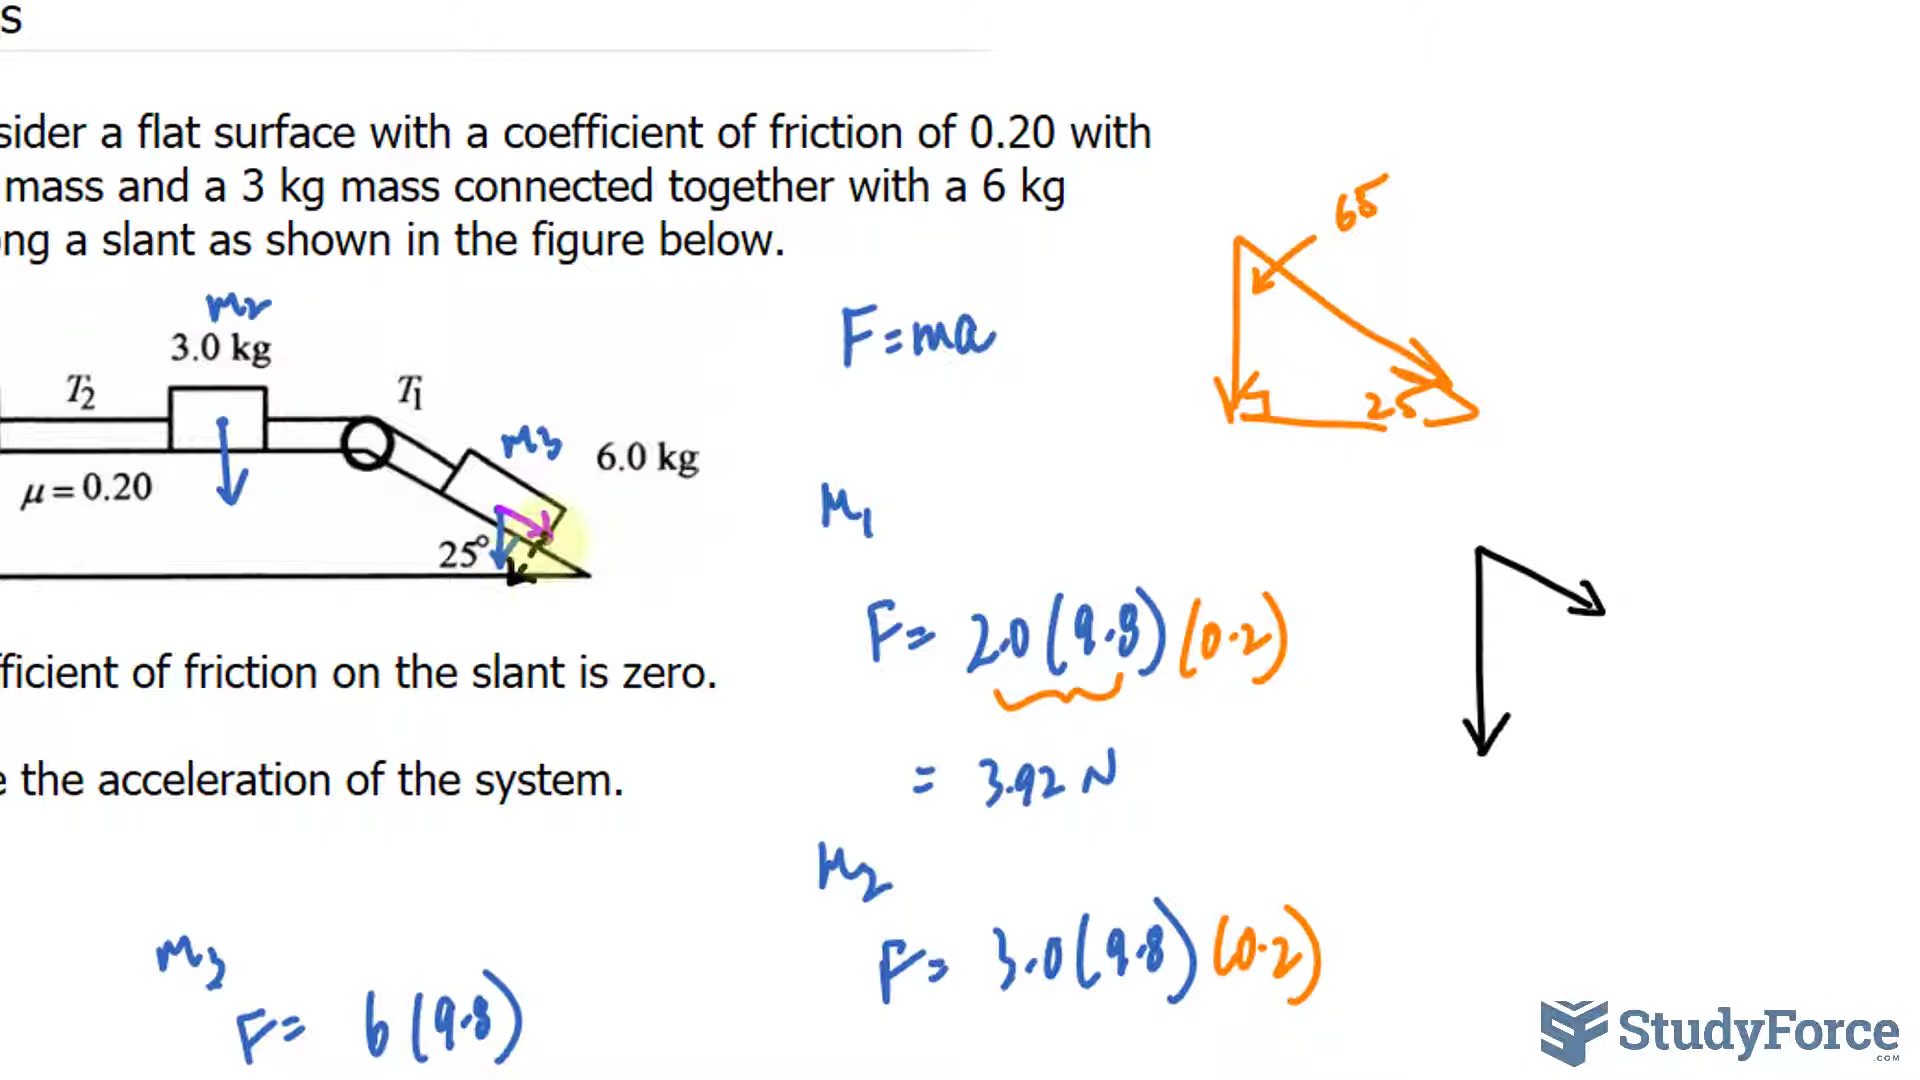 s
sider a flat surface with a coefficient of friction of 0.20 with
mass and a 3 kg mass connected together with a 6 kg
ng a slant as shown in the figure below.
m2
3.0 kg
T2
T1
m3
6.0 kg
μ = 0.20
25°
fficient of friction on the slant is zero.
e the acceleration of the system.
m3
F= 6(9.8)
F=ma
65
25
M1
F= 2.0(9.8)(0.2)
= 3.92 N
M2
F= 3.0(9.8)(0.2)
StudyForce
.COM